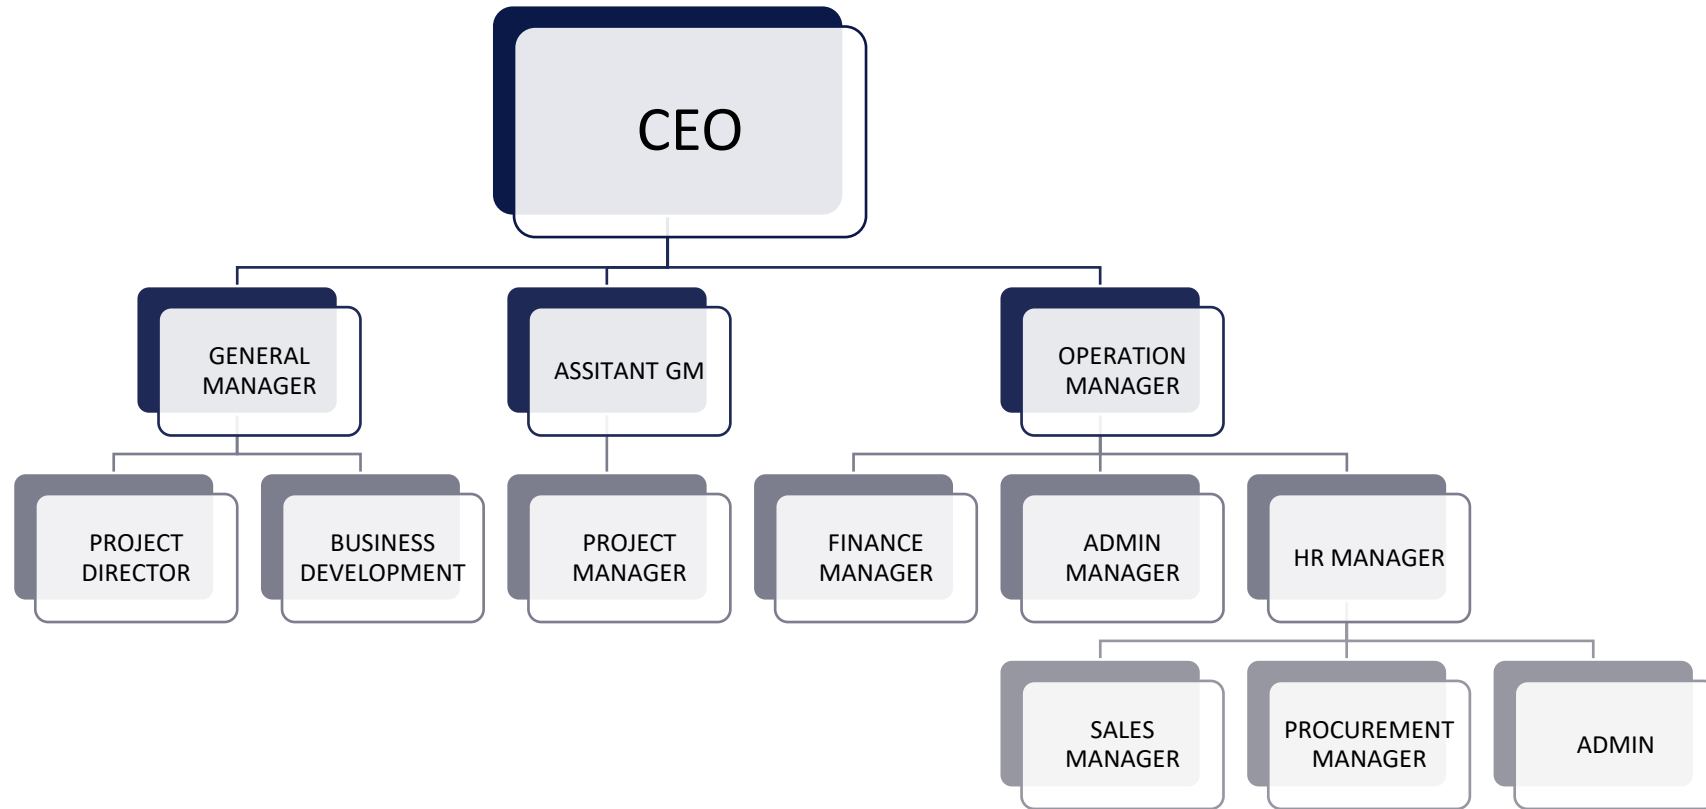 CEO
GENERAL
MANAGER
ASSITANT GM
OPERATION
MANAGER
PROJECT
DIRECTOR
BUSINESS
DEVELOPMENT
PROJECT
MANAGER
FINANCE
MANAGER
ADMIN
MANAGER
HR MANAGER
SALES
MANAGER
PROCUREMENT
MANAGER
ADMIN